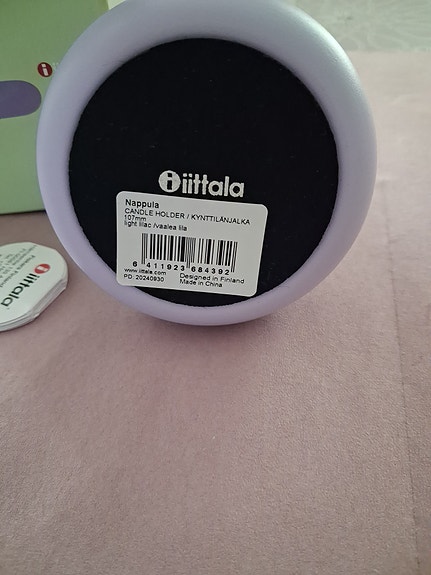 iittala
Nappula
CANDLE HOLDER / KYNTTILÄNJALKA
107mm
light lilac /vaalea lila
6 411923 684392
www.iittala.com Designed in Finland
PD: 20240930 Made in China
iittala